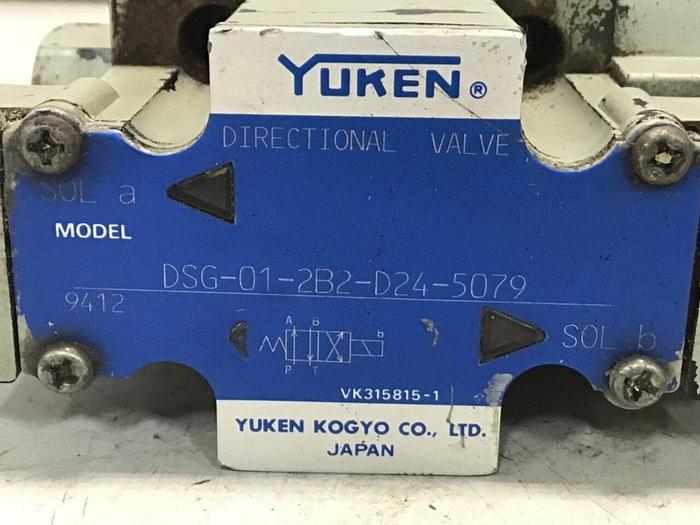 YUKEN®
DIRECTIONAL VALVE
SOL a
MODEL
DSG-01-2B2-D24-5079
9412
A B
b
P T
SOL b
VK315815-1
YUKEN KOGYO CO., LTD.
JAPAN